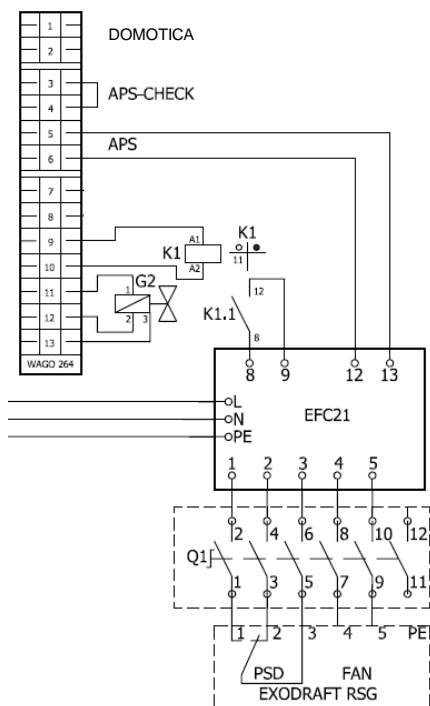 1 DOMOTICA
2
3 APS-CHECK
4
5 APS
6
7
8
9 A1 K1
10 K1 11
A2
11 1 G2
12 2 3 12
13 K1.1 8
WAGO 264
8 9 12 13
L EFC21
N
PE
1 2 3 4 5
2 4 6 8 10 12
Q1
1 3 5 7 9 11
1 2 3 4 5 PE
PSD FAN
EXODRAFT RSG